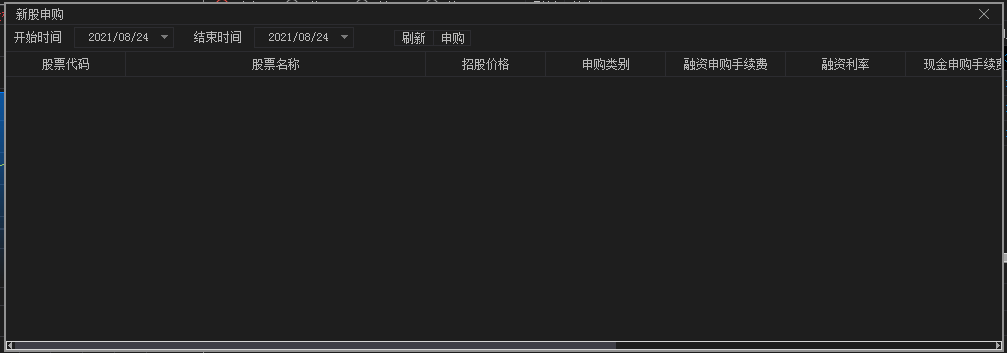 新股申购
开始时间 2021/08/24 结束时间 2021/08/24 刷新 申购
股票代码 股票名称 招股价格 申购类别 融资申购手续费 融资利率 现金申购手续费